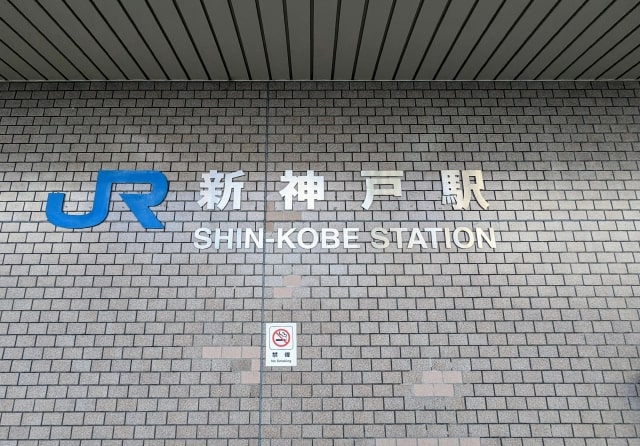 JR 新神戸駅
SHIN-KOBE STATION
禁煙
No Smoking